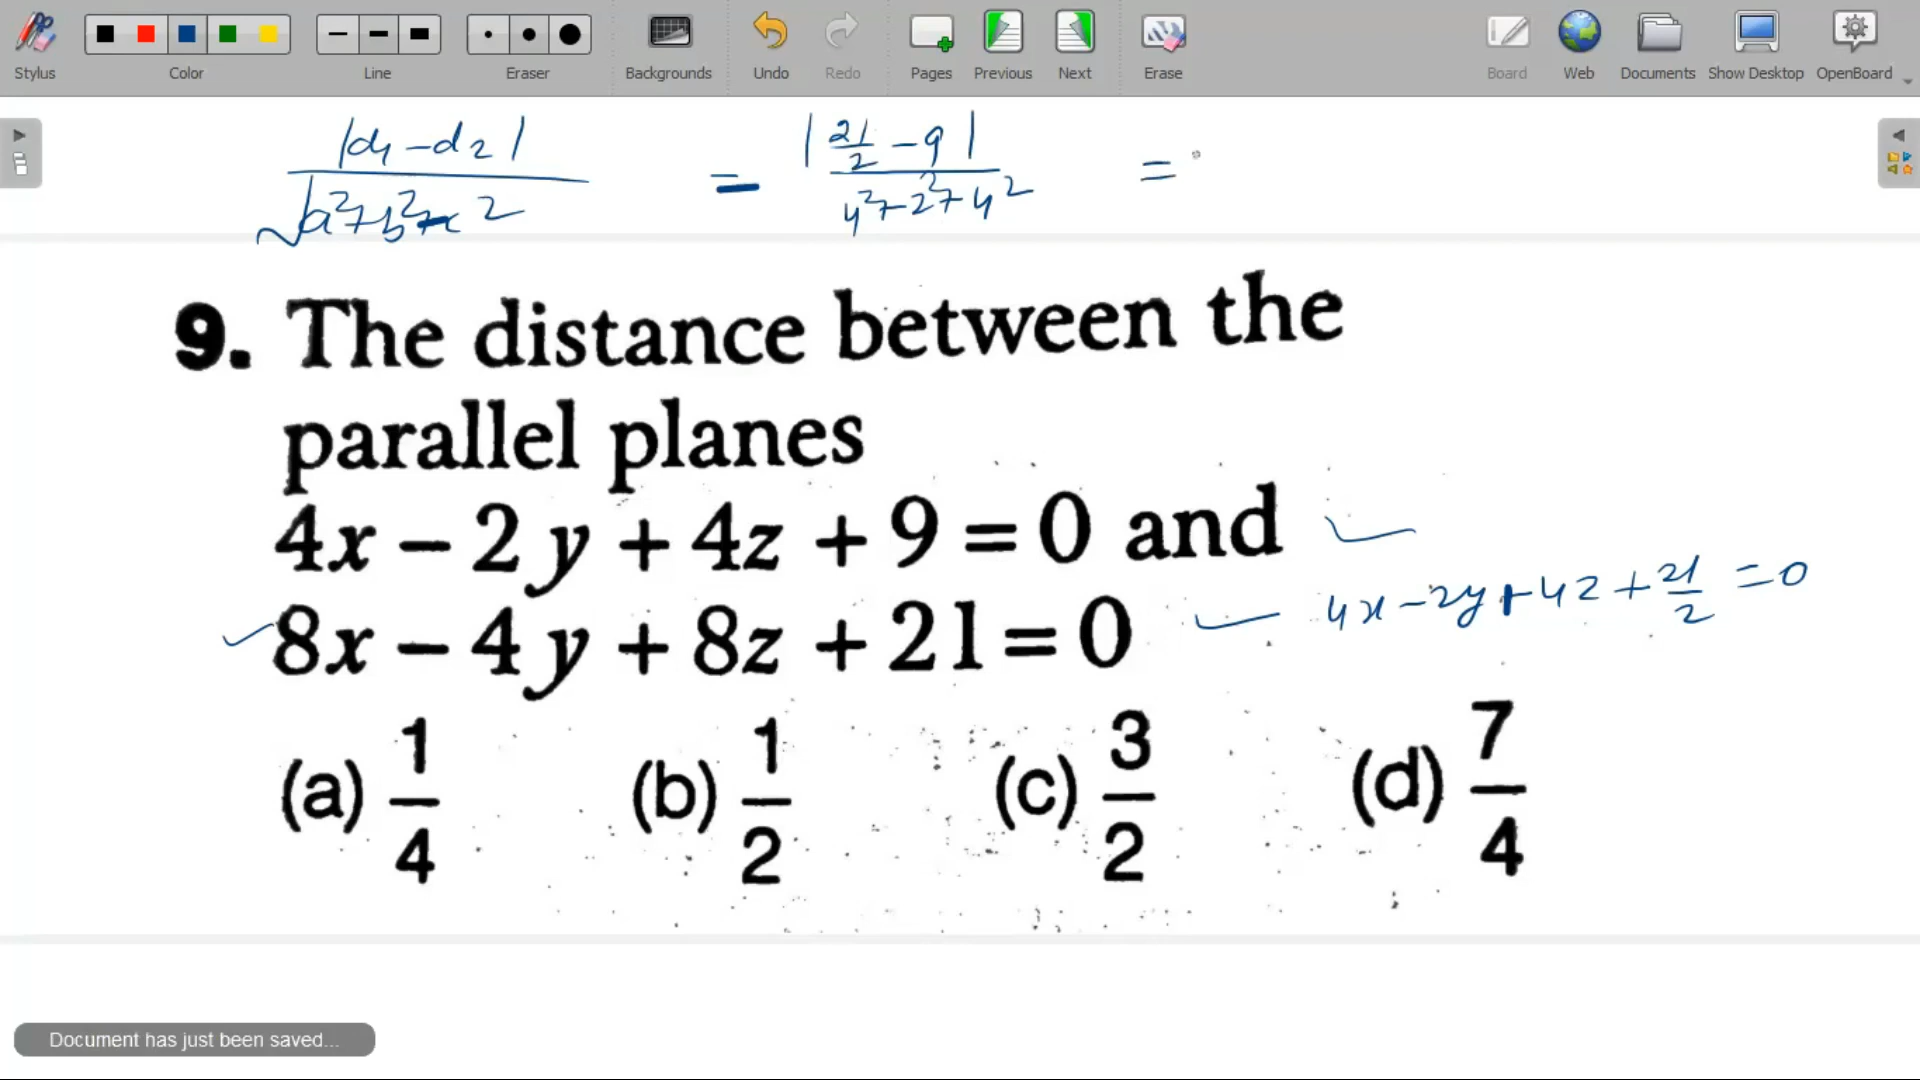 Stylus Color Line Eraser Backgrounds Undo Redo Pages Previous Next Erase Board Web Documents Show Desktop OpenBoard
|d1 - d2| / √a²+b²+c² = |21/2 - 9| / 4²+2²+4² =
9. The distance between the
parallel planes
4x − 2y + 4z + 9 = 0 and
8x − 4y + 8z + 21 = 0
4x - 2y + 4z + 21/2 = 0
(a) 1/4 (b) 1/2 (c) 3/2 (d) 7/4
Document has just been saved...